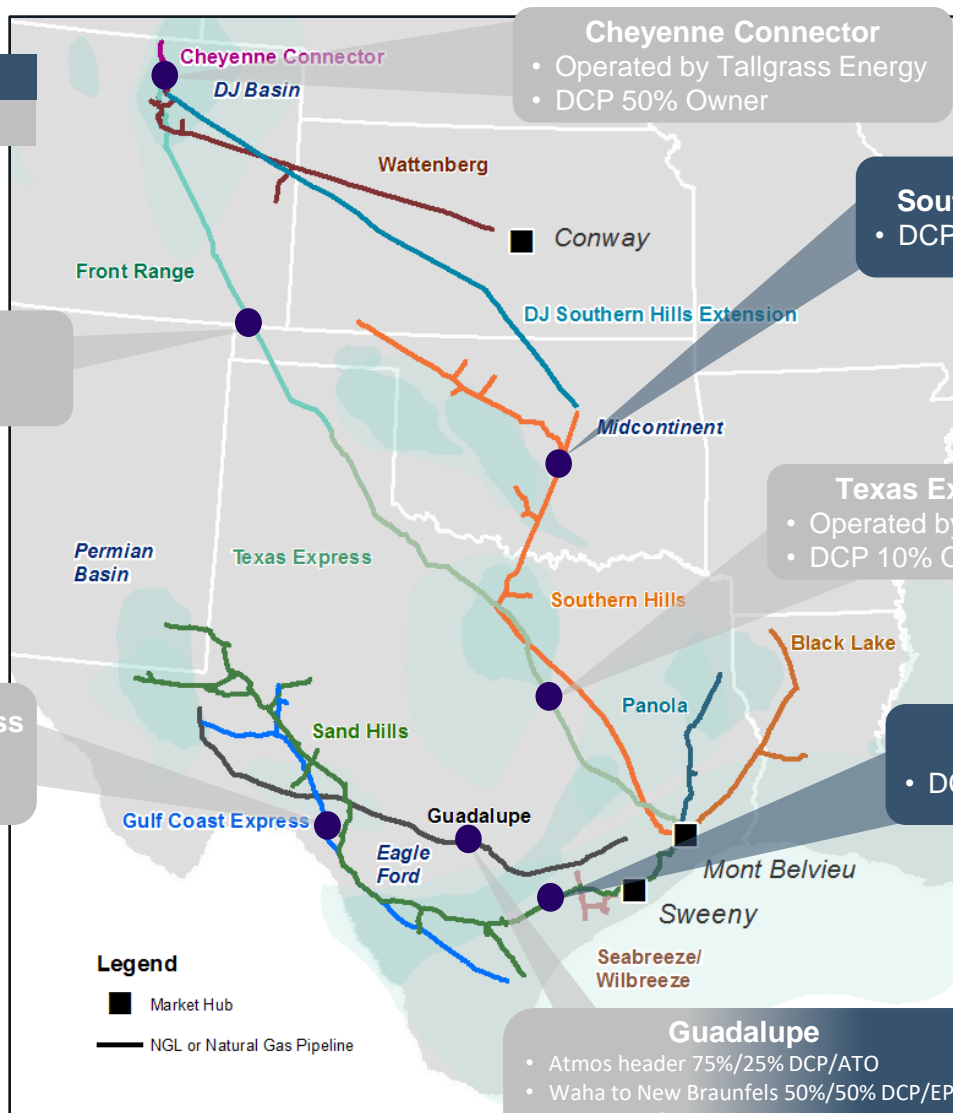 Cheyenne Connector
• Operated by Tallgrass Energy
• DCP 50% Owner
Cheyenne Connector
DJ Basin
Wattenberg
• DCP
Conway
Front Range
DJ Southern Hills Extension
Midcontinent
Texas
• Operated by
• DCP 10%
Permian
Basin
Texas Express
Southern Hills
Black Lake
Panola
Sand Hills
Gulf Coast Express
Guadalupe
Eagle
Ford
Mont Belvieu
Sweeny
Seabreeze/
Wilbreeze
Legend
Market Hub
NGL or Natural Gas Pipeline
Guadalupe
• Atmos header 75%/25% DCP/ATO
• Waha to New Braunfels 50%/50% DCP/EP